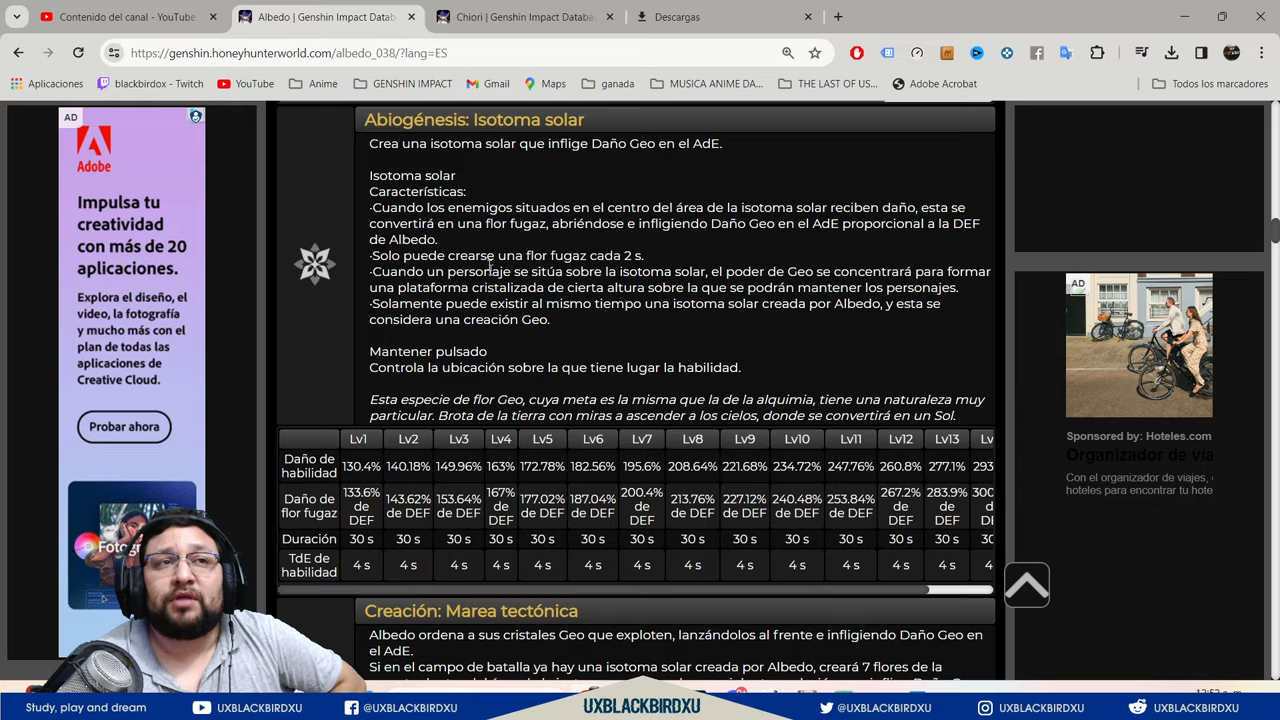 Contenido del canal - YouTube
Albedo | Genshin Impact Datab
Chiori | Genshin Impact Databa
Descargas
https://genshin.honeyhunterworld.com/albedo_038/?lang=ES
Aplicaciones
blackbirdox - Twitch
YouTube
Anime
GENSHIN IMPACT
Gmail
Maps
ganada
MUSICA ANIME DA...
THE LAST OF US...
Adobe Acrobat
Todos los marcadores
AD
Adobe
Impulsa tu
creatividad
con más de 20
aplicaciones.
Explora el diseño, el
video, la fotografía
y mucho más con el
plan de todas las
aplicaciones de
Creative Cloud.
Probar ahora
Abiogénesis: Isotoma solar
Crea una isotoma solar que inflige Daño Geo en el AdE.
Isotoma solar
Características:
·Cuando los enemigos situados en el centro del área de la isotoma solar reciben daño, esta se
convertirá en una flor fugaz, abriéndose e infligiendo Daño Geo en el AdE proporcional a la DEF
de Albedo.
·Solo puede crearse una flor fugaz cada 2 s.
·Cuando un personaje se sitúa sobre la isotoma solar, el poder de Geo se concentrará para formar
una plataforma cristalizada de cierta altura sobre la que se podrán mantener los personajes.
·Solamente puede existir al mismo tiempo una isotoma solar creada por Albedo, y esta se
considera una creación Geo.
Mantener pulsado
Controla la ubicación sobre la que tiene lugar la habilidad.
Esta especie de flor Geo, cuya meta es la misma que la de la alquimia, tiene una naturaleza muy
particular. Brota de la tierra con miras a ascender a los cielos, donde se convertirá en un Sol.
Lv1 Lv2 Lv3 Lv4 Lv5 Lv6 Lv7 Lv8 Lv9 Lv10 Lv11 Lv12 Lv13 Lv
Daño de habilidad 130.4% 140.18% 149.96% 163% 172.78% 182.56% 195.6% 208.64% 221.68% 234.72% 247.76% 260.8% 277.1% 293
Daño de flor fugaz 133.6% de DEF 143.62% de DEF 153.64% de DEF 167% de DEF 177.02% de DEF 187.04% de DEF 200.4% de DEF 213.76% de DEF 227.12% de DEF 240.48% de DEF 253.84% de DEF 267.2% de DEF 283.9% de DEF 300
Duración 30 s 30 s 30 s 30 s 30 s 30 s 30 s 30 s 30 s 30 s 30 s 30 s 30 s 30
TdE de habilidad 4 s 4 s 4 s 4 s 4 s 4 s 4 s 4 s 4 s 4 s 4 s 4 s 4 s 4
Creación: Marea tectónica
Albedo ordena a sus cristales Geo que exploten, lanzándolos al frente e infligiendo Daño Geo en
el AdE.
Si en el campo de batalla ya hay una isotoma solar creada por Albedo, creará 7 flores de la
AD
Sponsored by: Hoteles.com
Organizador de via
Con el organizador de viajes,
hoteles para encontrar tu hote
Study, play and dream
UXBLACKBIRDXU
@UXBLACKBIRDXU
UXBLACKBIRDXU
@UXBLACKBIRDXU
UXBLACKBIRDXU
UXBLACKBIRDXU